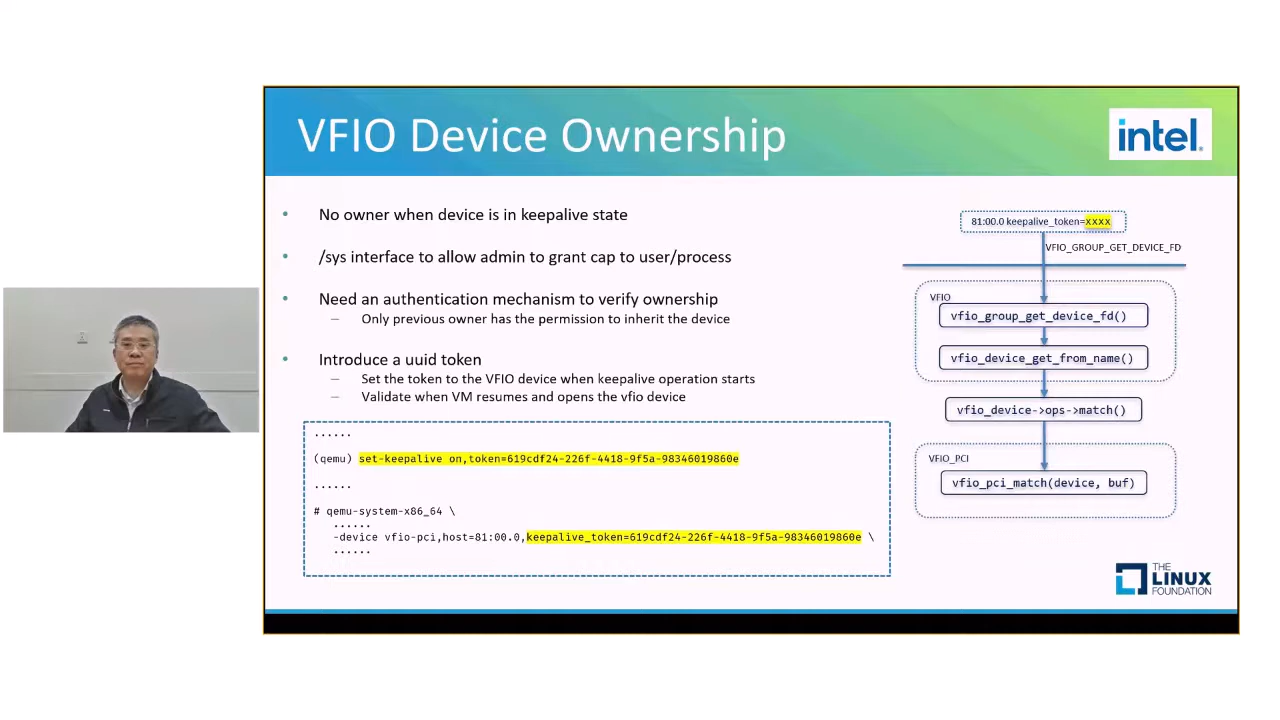 VFIO Device Ownership
intel.
• No owner when device is in keepalive state
• /sys interface to allow admin to grant cap to user/process
• Need an authentication mechanism to verify ownership
– Only previous owner has the permission to inherit the device
• Introduce a uuid token
– Set the token to the VFIO device when keepalive operation starts
– Validate when VM resumes and opens the vfio device
......
(qemu) set-keepalive on,token=619cdf24-226f-4418-9f5a-98346019860e
......
# qemu-system-x86_64 \
......
-device vfio-pci,host=81:00.0,keepalive_token=619cdf24-226f-4418-9f5a-98346019860e \
......
81:00.0 keepalive_token=xxxx
VFIO_GROUP_GET_DEVICE_FD
VFIO
vfio_group_get_device_fd()
vfio_device_get_from_name()
vfio_device->ops->match()
VFIO_PCI
vfio_pci_match(device, buf)
THE
LINUX
FOUNDATION